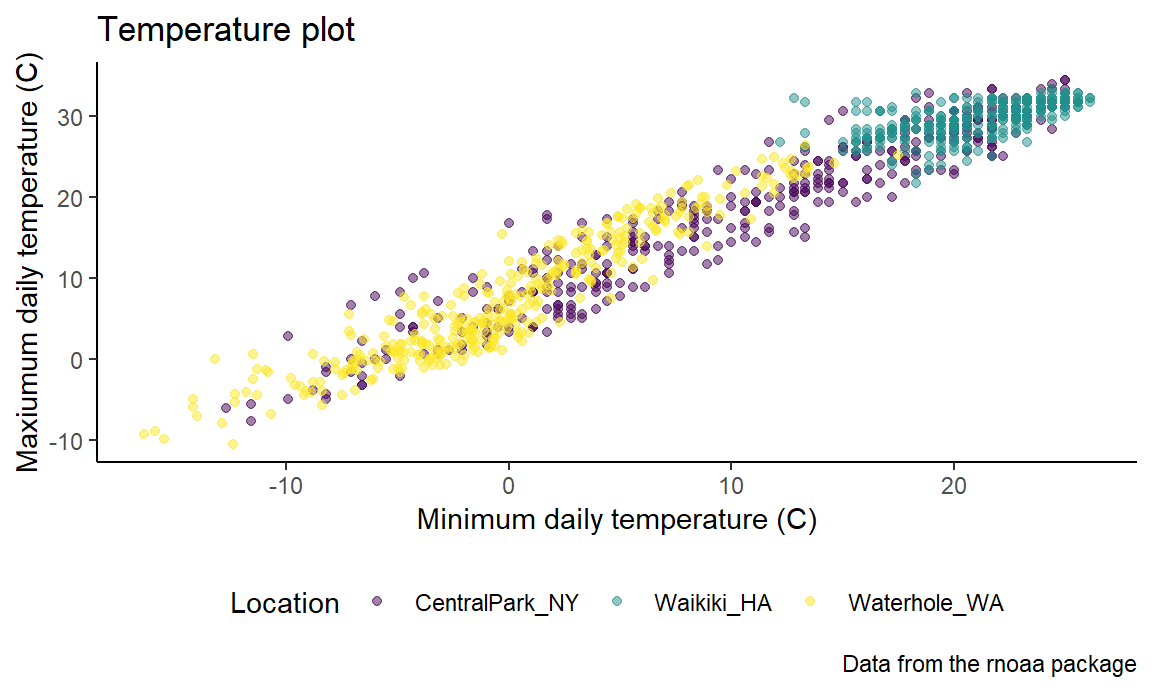 Temperature plot
Maxiumum daily temperature (C)
30
20
10
0
-10
-10 0 10 20
Minimum daily temperature (C)
Location CentralPark_NY Waikiki_HA Waterhole_WA
Data from the rnoaa package